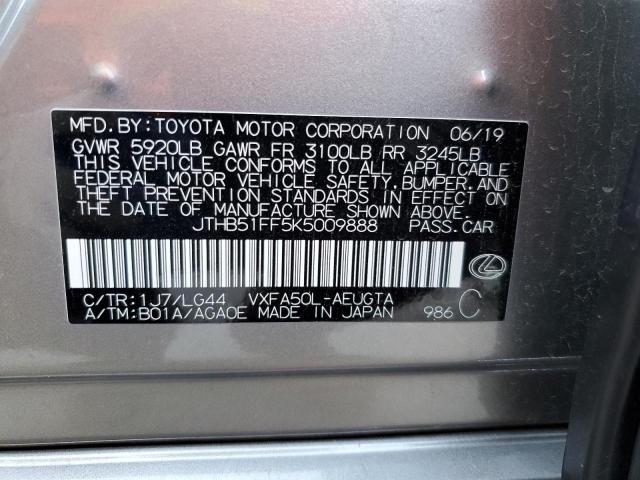 MFD. BY: TOYOTA MOTOR CORPORATION 06/19
GVWR 5920LB GAWR FR 3100LB RR 3245LB
THIS VEHICLE CONFORMS TO ALL APPLICABLE
FEDERAL MOTOR VEHICLE SAFETY, BUMPER, AND
THEFT PREVENTION STANDARDS IN EFFECT ON
THE DATE OF MANUFACTURE SHOWN ABOVE.
JTHB51FF5K5009888 PASS. CAR
C/TR: 1J7/LG44 VXFA50L-AEUGTA
A/TM: B01A/AGA0E MADE IN JAPAN 986 C